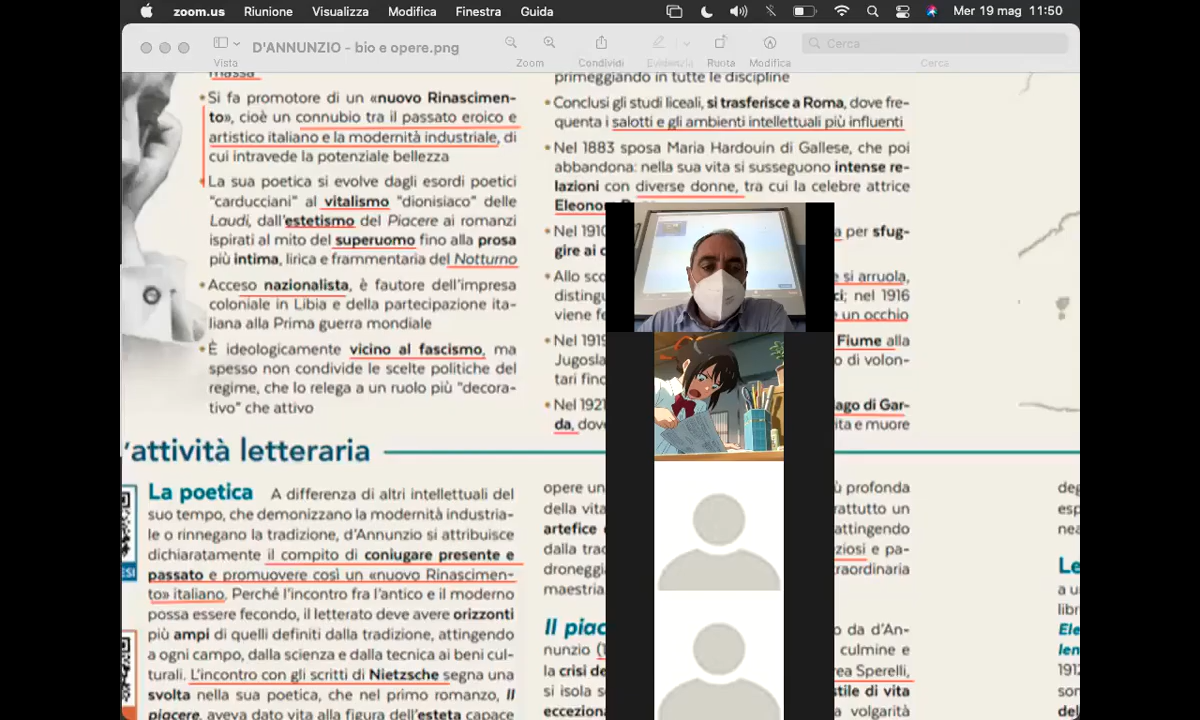 zoom.us Riunione Visualizza Modifica Finestra Guida Mer 19 mag 11:50
D'ANNUNZIO - bio e opere.png
Cerca
Vista Zoom Condividi Evidenzia Ruota Modifica Cerca
massa
• Si fa promotore di un «nuovo Rinascimen-
to», cioè un connubio tra il passato eroico e
artistico italiano e la modernità industriale, di
cui intravede la potenziale bellezza
• La sua poetica si evolve dagli esordi poetici
"carducciani" al vitalismo "dionisiaco" delle
Laudi, dall'estetismo del Piacere ai romanzi
ispirati al mito del superuomo fino alla prosa
più intima, lirica e frammentaria del Notturno
• Acceso nazionalista, è fautore dell'impresa
coloniale in Libia e della partecipazione ita-
liana alla Prima guerra mondiale
• È ideologicamente vicino al fascismo, ma
spesso non condivide le scelte politiche del
regime, che lo relega a un ruolo più "decora-
tivo" che attivo
primeggiando in tutte le discipline
• Conclusi gli studi liceali, si trasferisce a Roma, dove fre-
quenta i salotti e gli ambienti intellettuali più influenti
• Nel 1883 sposa Maria Hardouin di Gallese, che poi
abbandona: nella sua vita si susseguono intense re-
lazioni con diverse donne, tra cui la celebre attrice
Eleonor
• Nel 1910 a per sfug-
gire ai c
• Allo sco si arruola,
disting ci; nel 1916
viene fe un occhio
• Nel 1919 Fiume alla
Jugosla o di volon-
tari fino
• Nel 1921 ago di Gar-
da, dov ita e muore
'attività letteraria
La poetica A differenza di altri intellettuali del
suo tempo, che demonizzano la modernità industria-
le o rinnegano la tradizione, d'Annunzio si attribuisce
dichiaratamente il compito di coniugare presente e
passato e promuovere così un «nuovo Rinascimen-
to» italiano. Perché l'incontro fra l'antico e il moderno
possa essere fecondo, il letterato deve avere orizzonti
più ampi di quelli definiti dalla tradizione, attingendo
a ogni campo, dalla scienza e dalla tecnica ai beni cul-
turali. L'incontro con gli scritti di Nietzsche segna una
svolta nella sua poetica, che nel primo romanzo, Il
piacere, aveva dato vita alla figura dell'esteta capace
opere un ù profonda
della vita rattutto un
artefice attingendo
dalla trad ziosi e pa-
droneggi raordinaria
maestria
Il piac o da d'An-
nunzio (1 culmine e
la crisi de ea Sperelli,
si isola s stile di vita
eccezion a volgarità
deg
esp
nea
Le
a u
libr
Ele
len
1912
son
del